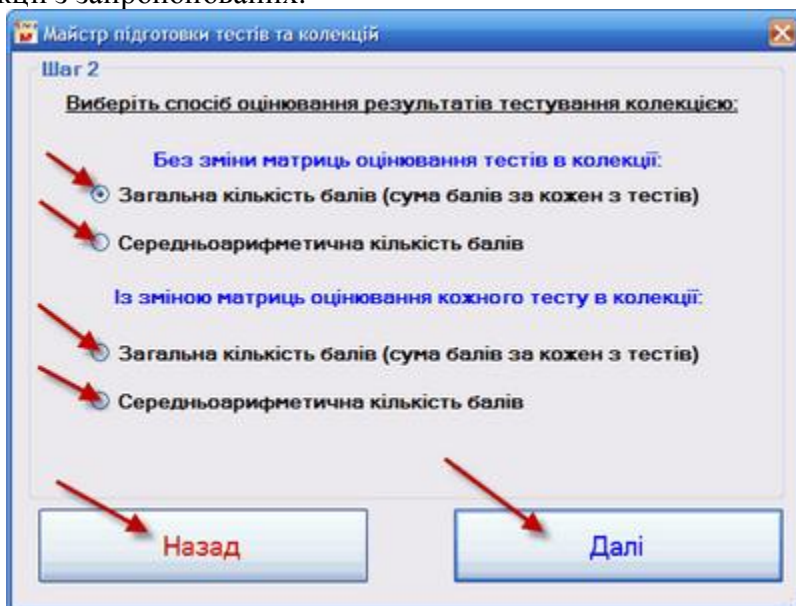 з запропонованих.
Майстр підготовки тестів та колекцій
Шаг 2
Виберіть спосіб оцінювання результатів тестування колекцією:
Без зміни матриць оцінювання тестів в колекції:
Загальна кількість балів (сума балів за кожен з тестів)
Середньоарифметична кількість балів
Із зміною матриць оцінювання кожного тесту в колекції:
Загальна кількість балів (сума балів за кожен з тестів)
Середньоарифметична кількість балів
Назад
Далі